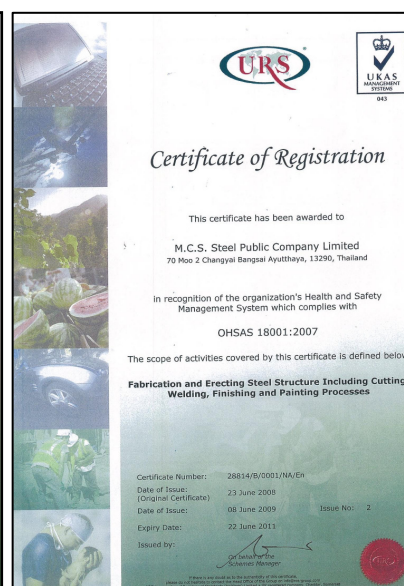 URS
UKAS
MANAGEMENT
SYSTEMS
043
Certificate of Registration
This certificate has been awarded to
M.C.S. Steel Public Company Limited
70 Moo 2 Changyai Bangsai Ayutthaya, 13290, Thailand
in recognition of the organization's Health and Safety
Management System which complies with
OHSAS 18001:2007
The scope of activities covered by this certificate is defined below
Fabrication and Erecting Steel Structure Including Cutting
Welding, Finishing and Painting Processes
Certificate Number: 28814/B/0001/NA/En
Date of Issue: 23 June 2008
(Original Certificate)
Date of Issue: 08 June 2009 Issue No: 2
Expiry Date: 22 June 2011
Issued by:
On behalf of the
Schemes Manager